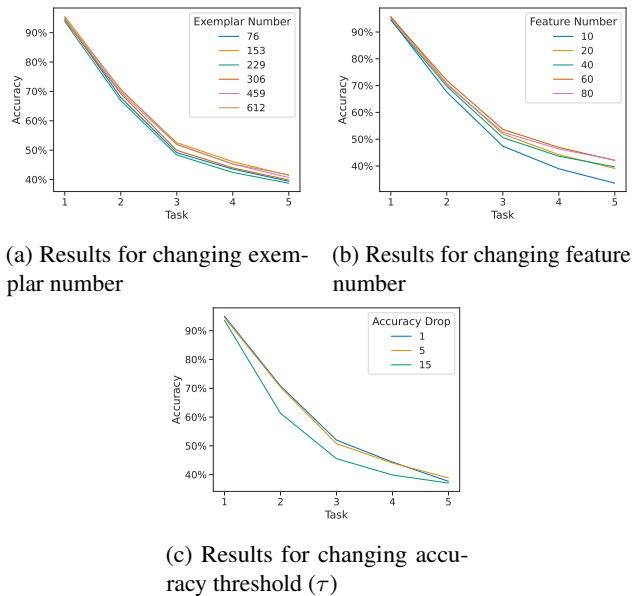 Exemplar Number
76
153
229
306
459
612
90%
80%
70%
60%
50%
40%
Accuracy
1 2 3 4 5
Task
(a) Results for changing exem-
plar number
Feature Number
10
20
40
60
80
90%
80%
70%
60%
50%
40%
Accuracy
1 2 3 4 5
Task
(b) Results for changing feature
number
Accuracy Drop
1
5
15
90%
80%
70%
60%
50%
40%
Accuracy
1 2 3 4 5
Task
(c) Results for changing accu-
racy threshold (τ)